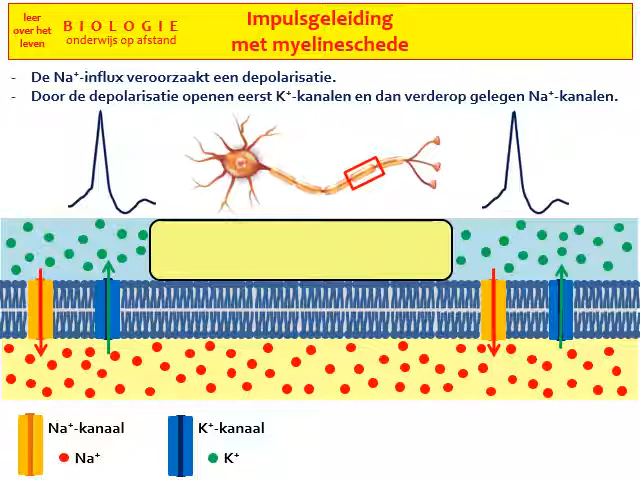 leer
over het
leven
BIOLOGIE
onderwijs op afstand
Impulsgeleiding
met myelineschede
- De Na⁺-influx veroorzaakt een depolarisatie.
- Door de depolarisatie openen eerst K⁺-kanalen en dan verderop gelegen Na⁺-kanalen.
Na⁺-kanaal
K⁺-kanaal
Na⁺
K⁺